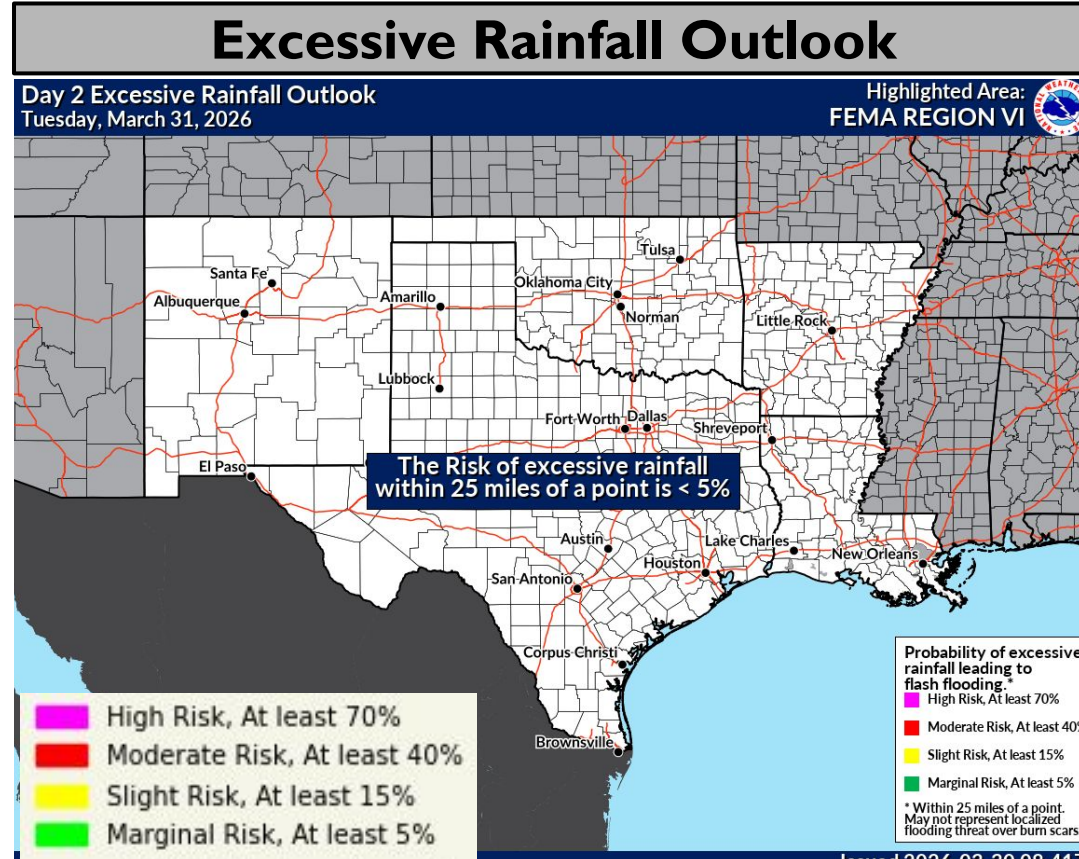 Excessive Rainfall Outlook
Day 2 Excessive Rainfall Outlook
Tuesday, March 31, 2026
Highlighted Area:
FEMA REGION VI
Tulsa
Santa Fe
Oklahoma City
Albuquerque
Amarillo
Norman
Little Rock
Lubbock
Fort Worth
Dallas
Shreveport
El Paso
The Risk of excessive rainfall
within 25 miles of a point is < 5%
Austin
Lake Charles
New Orleans
Houston
San Antonio
Corpus Christi
Brownsville
High Risk, At least 70%
Moderate Risk, At least 40%
Slight Risk, At least 15%
Marginal Risk, At least 5%
Probability of excessive
rainfall leading to
flash flooding.*
High Risk, At least 70%
Moderate Risk, At least 40%
Slight Risk, At least 15%
Marginal Risk, At least 5%
* Within 25 miles of a point.
May not represent localized
flooding threat over burn scars